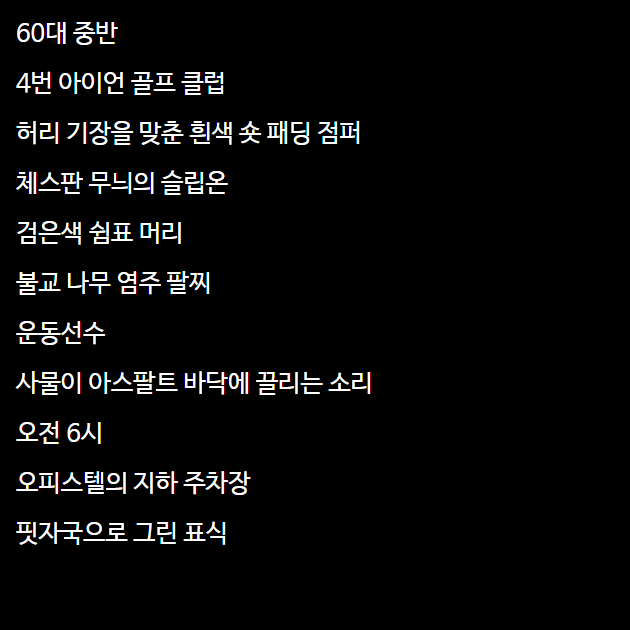 60대 중반
4번 아이언 골프 클럽
허리 기장을 맞춘 흰색 숏 패딩 점퍼
체스판 무늬의 슬립온
검은색 쉼표 머리
불교 나무 염주 팔찌
운동선수
사물이 아스팔트 바닥에 끌리는 소리
오전 6시
오피스텔의 지하 주차장
핏자국으로 그린 표식